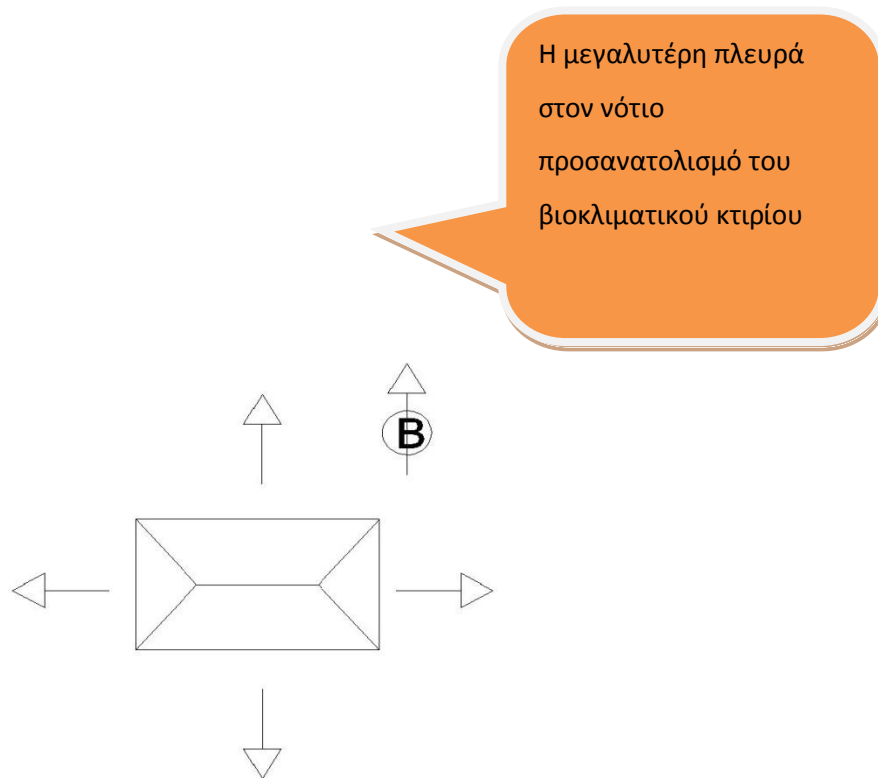 Η μεγαλυτέρη πλευρά
στον νότιο
προσανατολισμό του
βιοκλιματικού κτιρίου
Β